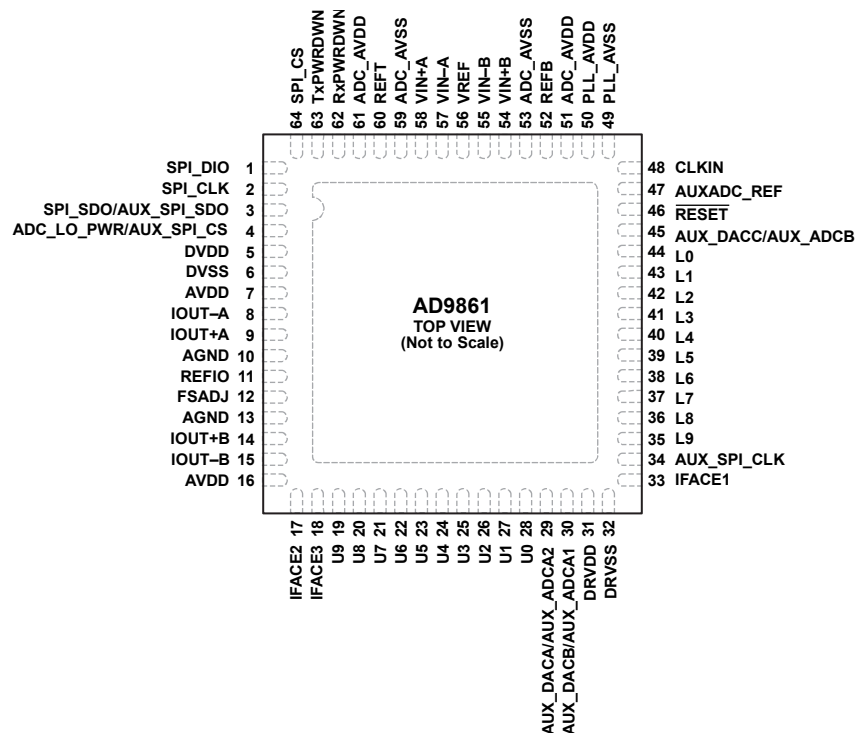 64 SPI_CS
63 TxPWRDWN
62 RxPWRDWN
61 ADC_AVDD
60 REFT
59 ADC_AVSS
58 VIN+A
57 VIN–A
56 VREF
55 VIN–B
54 VIN+B
53 ADC_AVSS
52 REFB
51 ADC_AVDD
50 PLL_AVDD
49 PLL_AVSS
SPI_DIO 1
SPI_CLK 2
SPI_SDO/AUX_SPI_SDO 3
ADC_LO_PWR/AUX_SPI_CS 4
DVDD 5
DVSS 6
AVDD 7
IOUT–A 8
IOUT+A 9
AGND 10
REFIO 11
FSADJ 12
AGND 13
IOUT+B 14
IOUT–B 15
AVDD 16
AD9861
TOP VIEW
(Not to Scale)
48 CLKIN
47 AUXADC_REF
46 RESET
45 AUX_DACC/AUX_ADCB
44 L0
43 L1
42 L2
41 L3
40 L4
39 L5
38 L6
37 L7
36 L8
35 L9
34 AUX_SPI_CLK
33 IFACE1
IFACE2 17
IFACE3 18
U9 19
U8 20
U7 21
U6 22
U5 23
U4 24
U3 25
U2 26
U1 27
U0 28
AUX_DACA/AUX_ADCA2 29
AUX_DACB/AUX_ADCA1 30
DRVDD 31
DRVSS 32